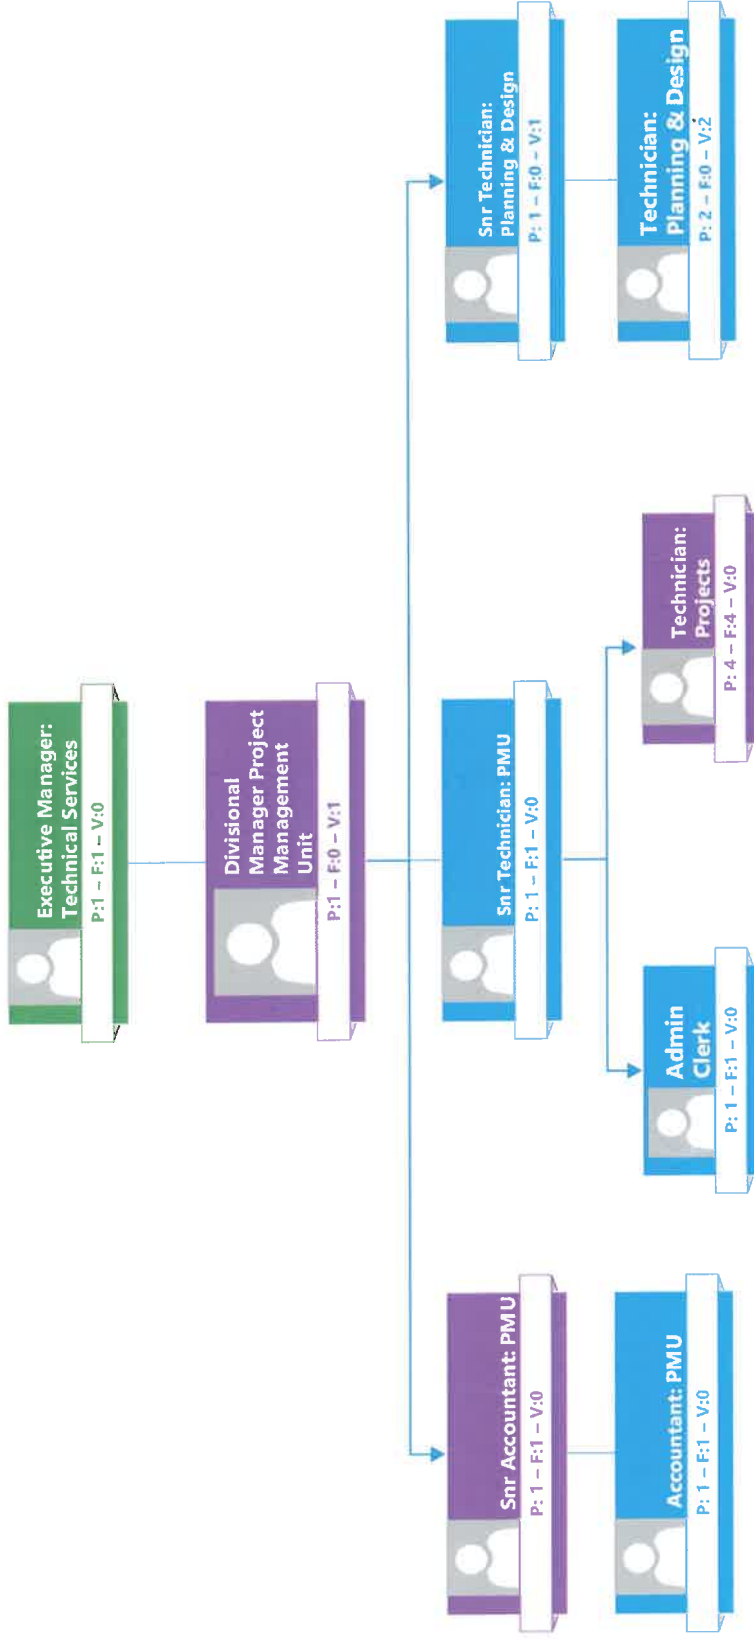 Executive Manager:
Technical Services
P:1 – F:1 – V:0
Divisional
Manager Project
Management
Unit
P:1 – F:0 – V:1
Snr Accountant: PMU
P: 1 – F:1 – V:0
Snr Technician: PMU
P: 1 – F:1 – V:0
Snr Technician:
Planning & Design
P: 1 – F:0 – V:1
Accountant: PMU
P: 1 – F:1 – V:0
Admin
Clerk
P: 1 – F:1 – V:0
Technician:
Projects
P: 4 – F:4 – V:0
Technician:
Planning & Design
P: 2 – F:0 – V:2